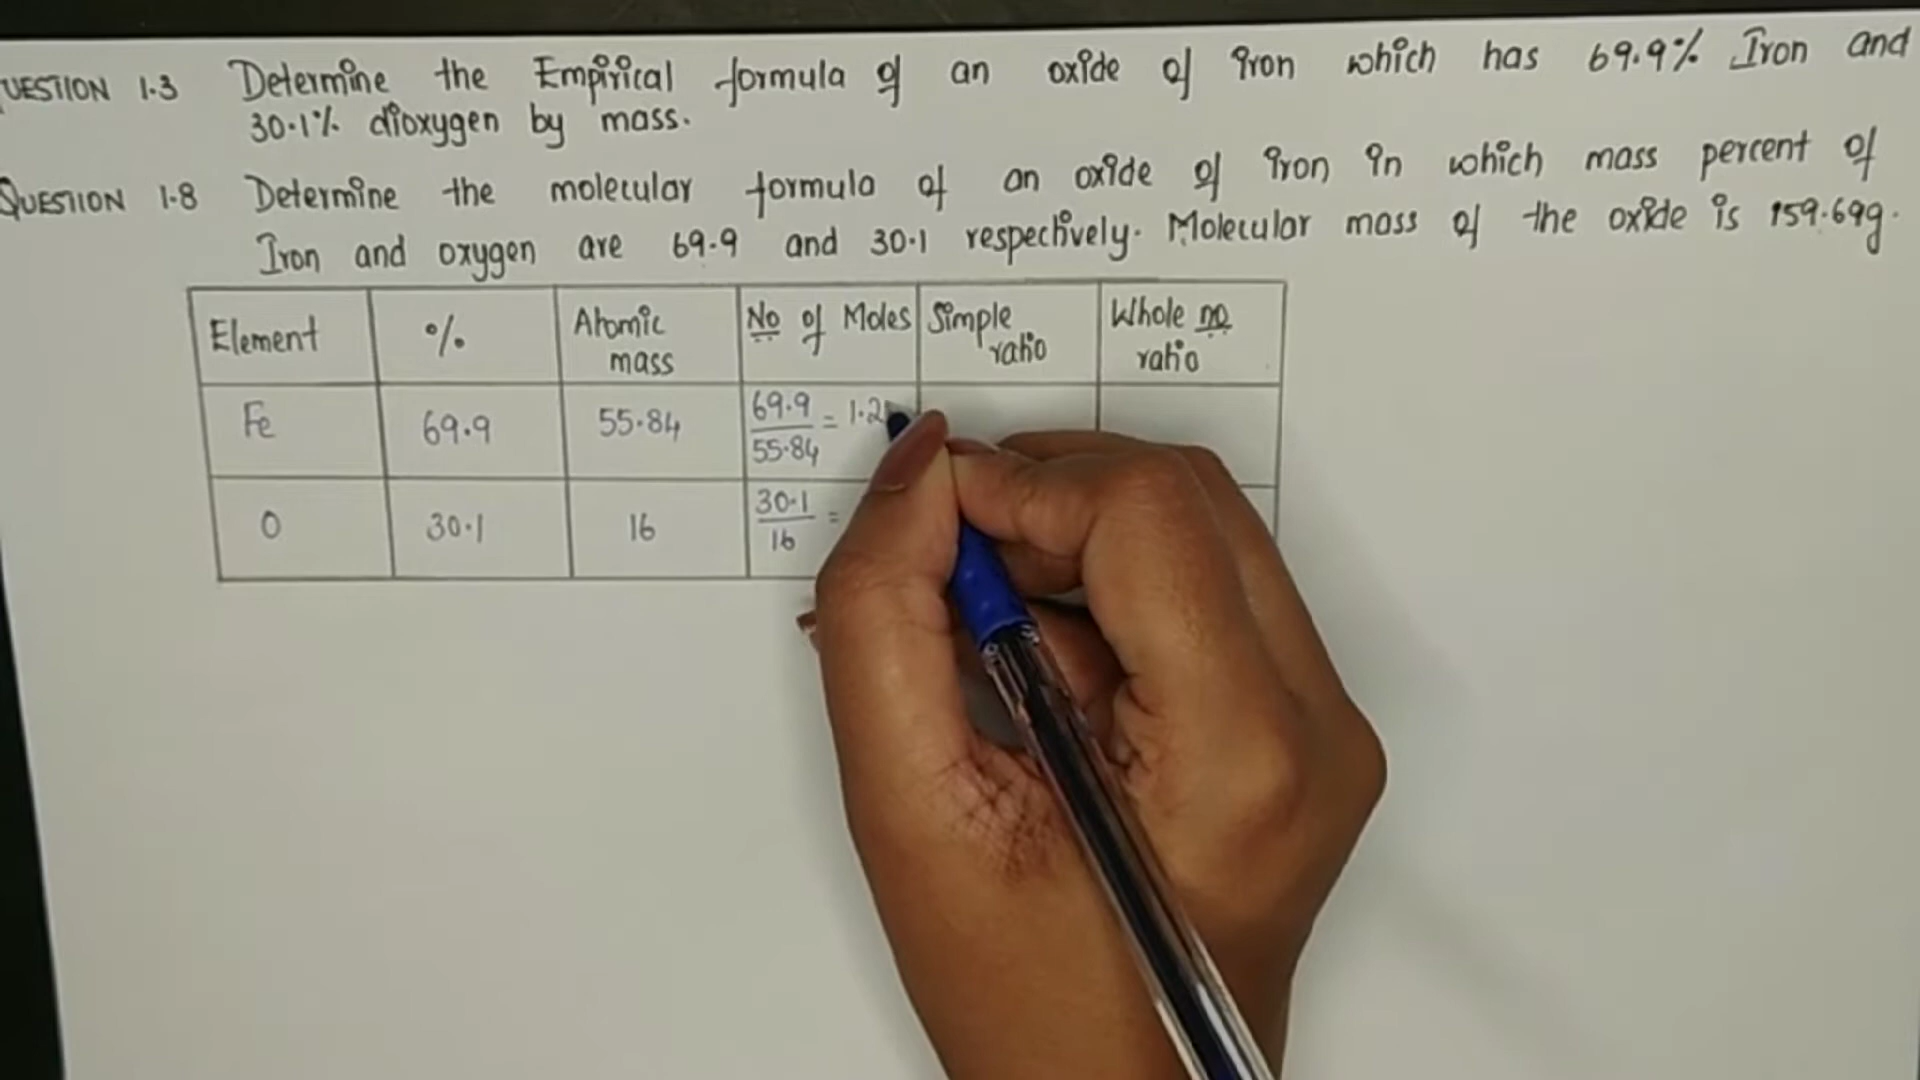 UESTION 1.3 Determine the Empirical formula of an oxide of iron which has 69.9% Iron and
30.1% dioxygen by mass.
QUESTION 1.8 Determine the molecular formula of an oxide of iron in which mass percent of
Iron and oxygen are 69.9 and 30.1 respectively. Molecular mass of the oxide is 159.69g.
Element % Atomic mass No of Moles Simple ratio Whole no ratio
Fe 69.9 55.84 69.9/55.84 = 1.2
O 30.1 16 30.1/16 =